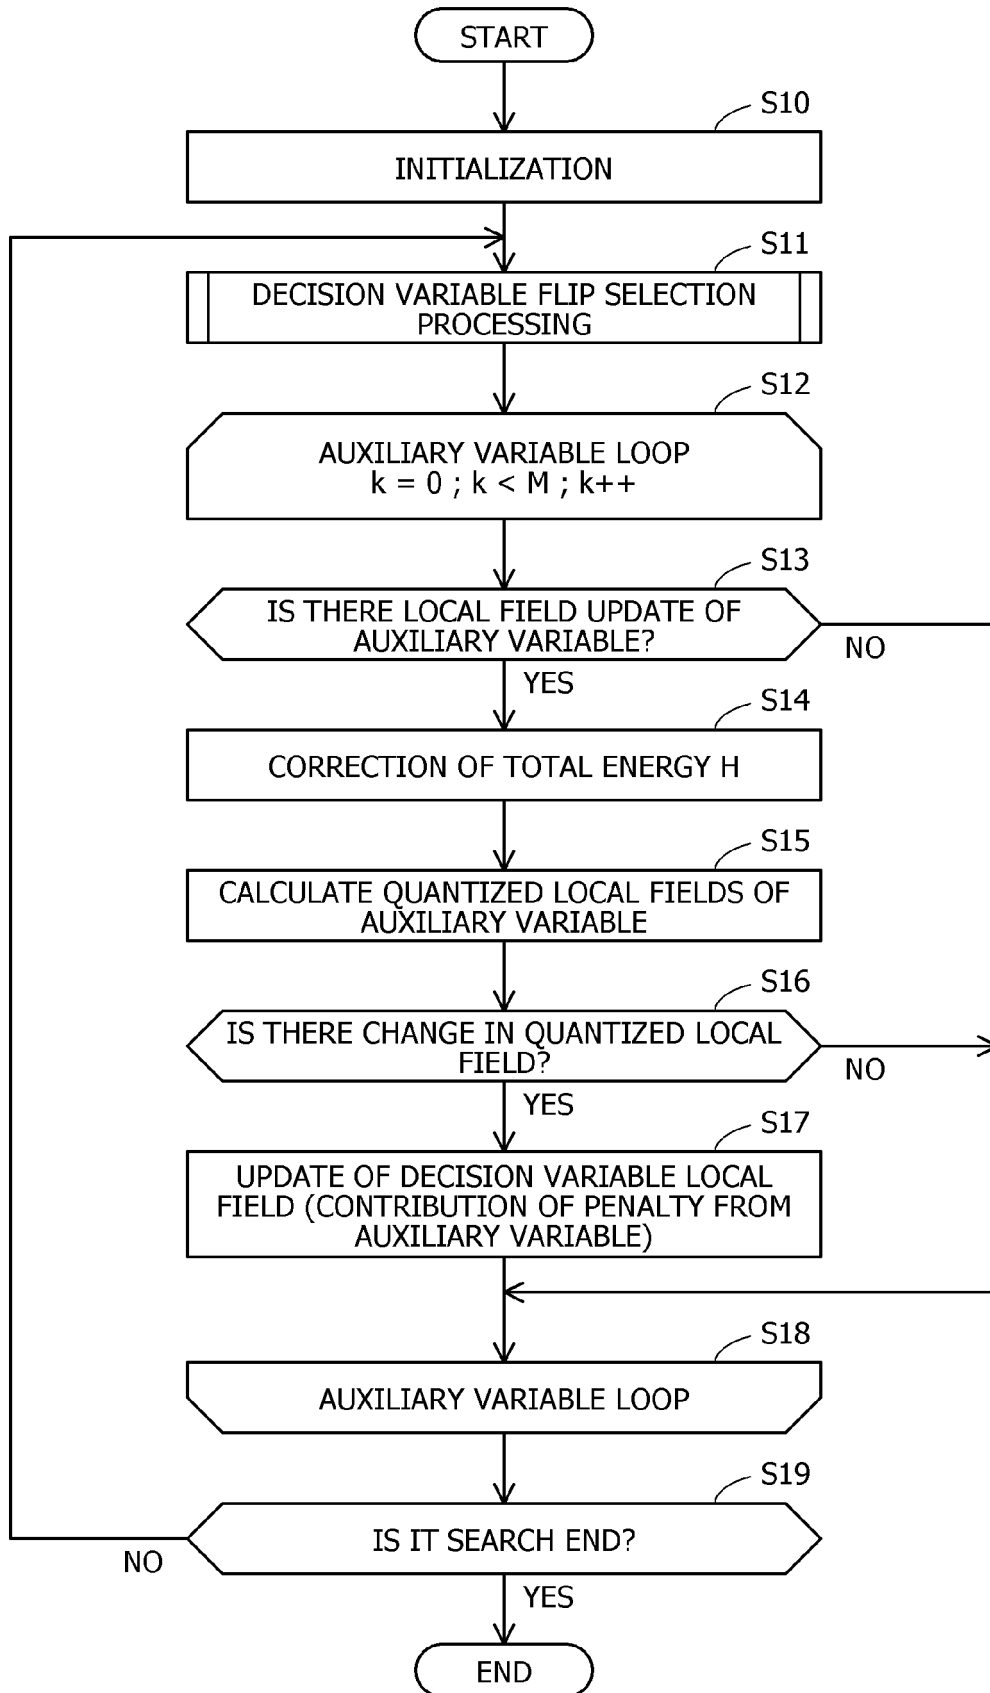 START
S10
INITIALIZATION
S11
DECISION VARIABLE FLIP SELECTION
PROCESSING
S12
AUXILIARY VARIABLE LOOP
k = 0 ; k < M ; k++
S13
IS THERE LOCAL FIELD UPDATE OF
AUXILIARY VARIABLE?
NO
YES
S14
CORRECTION OF TOTAL ENERGY H
S15
CALCULATE QUANTIZED LOCAL FIELDS OF
AUXILIARY VARIABLE
S16
IS THERE CHANGE IN QUANTIZED LOCAL
FIELD?
NO
YES
S17
UPDATE OF DECISION VARIABLE LOCAL
FIELD (CONTRIBUTION OF PENALTY FROM
AUXILIARY VARIABLE)
S18
AUXILIARY VARIABLE LOOP
S19
IS IT SEARCH END?
NO
YES
END